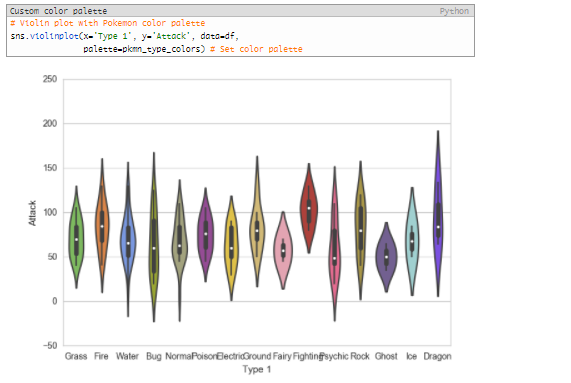 Custom color palette Python
# Violin plot with Pokemon color palette
sns.violinplot(x='Type 1', y='Attack', data=df,
palette=pkmn_type_colors) # Set color palette
250
200
150
100
50
0
−50
Attack
Grass Fire Water Bug Normal Poison Electric Ground Fairy Fighting Psychic Rock Ghost Ice Dragon
Type 1